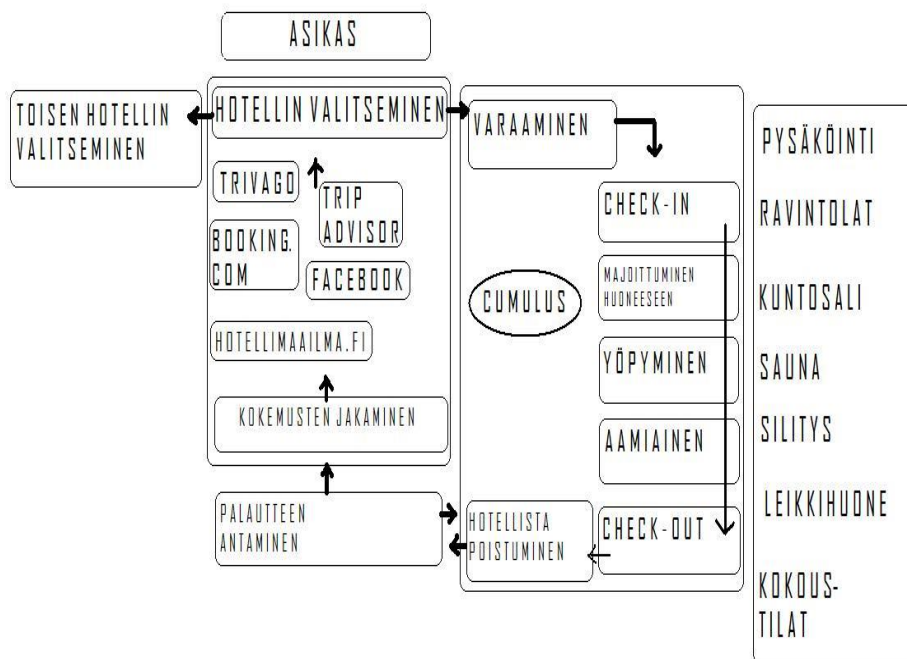 ASIKAS
TOISEN HOTELLIN
VALITSEMINEN
HOTELLIN VALITSEMINEN
TRIVAGO
TRIP
ADVISOR
BOOKING.
COM
FACEBOOK
HOTELLIMAAILMA.FI
KOKEMUSTEN JAKAMINEN
PALAUTTEEN
ANTAMINEN
VARAAMINEN
CHECK-IN
MAJOITTUMINEN
HUONEESEEN
CUMULUS
YÖPYMINEN
AAMIAINEN
CHECK-OUT
HOTELLISTA
POISTUMINEN
PYSÄKÖINTI
RAVINTOLAT
KUNTOSALI
SAUNA
SILITYS
LEIKKIHUONE
KOKOUS-
TILAT